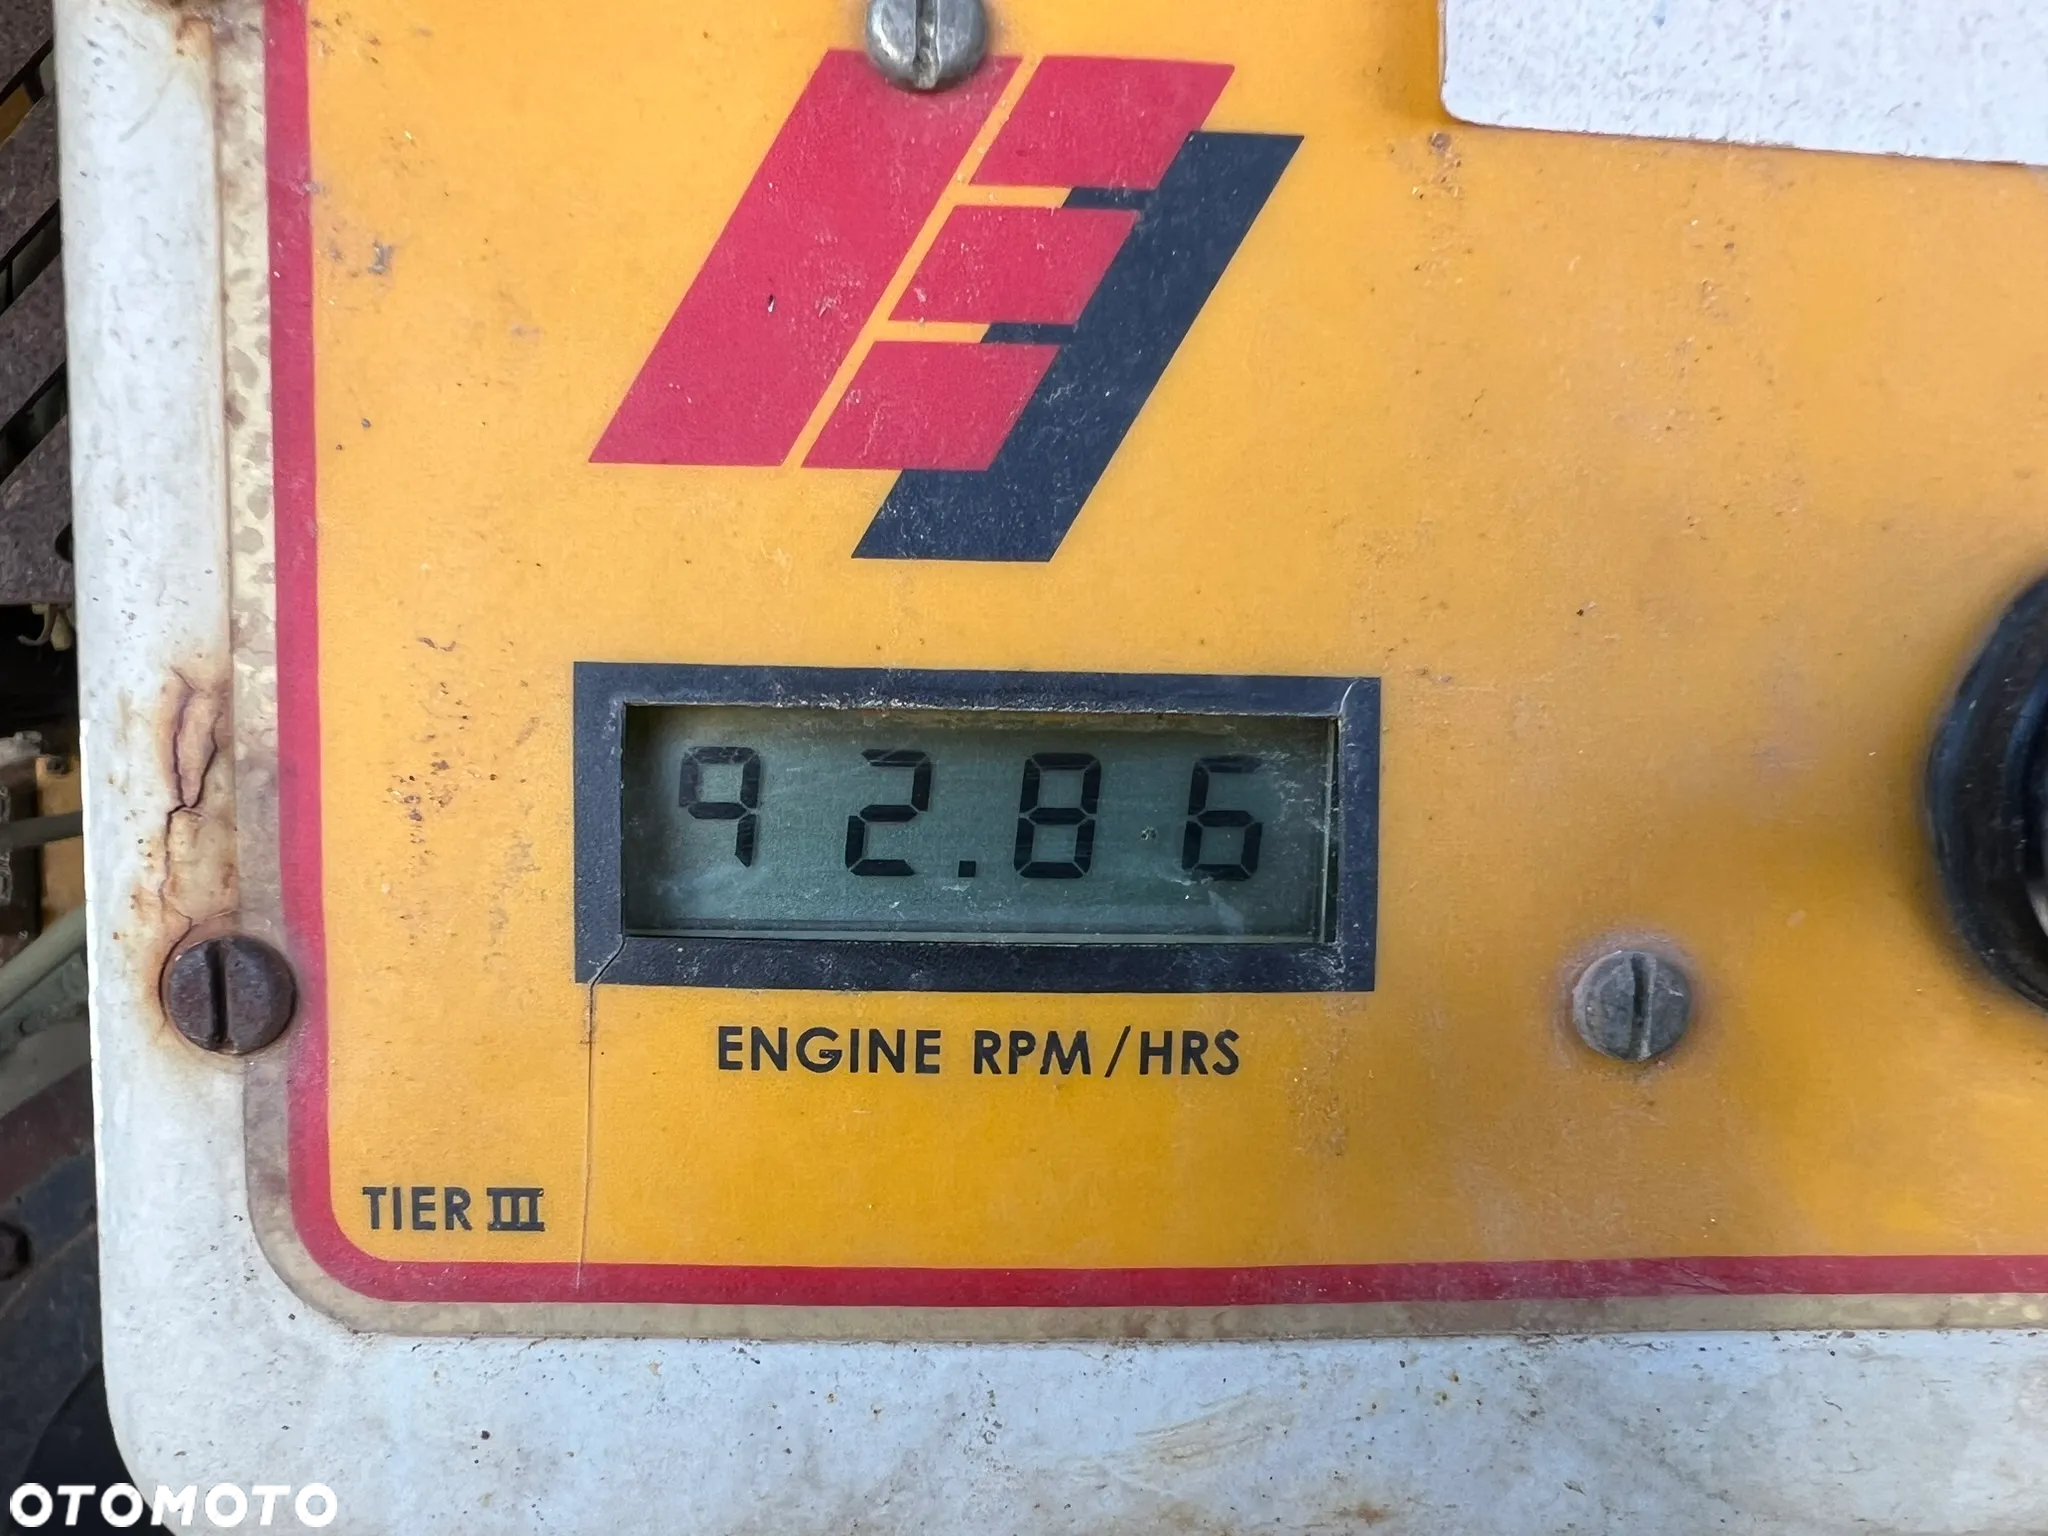 92.86
ENGINE RPM/HRS
TIER III
OTOMOTO